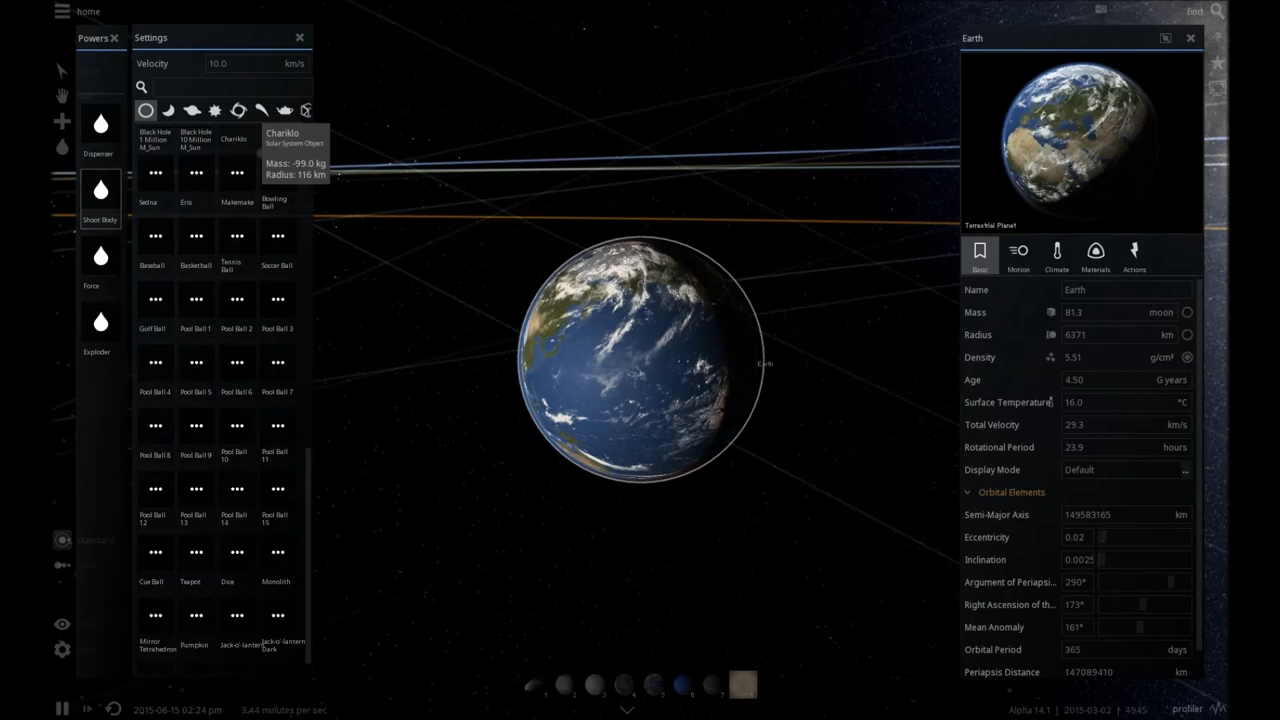 home
Find
Powers
Settings
Earth
Velocity
10.0
km/s
Black Hole
1 Million
M_Sun
Black Hole
10 Million
M_Sun
Chariklo
Chariklo
Solar System Object
Mass: -99.0 kg
Radius: 116 km
Dispenser
Shoot Body
Force
Exploder
Sedna
Eris
Makemake
Bowling
Ball
Baseball
Basketball
Tennis
Ball
Soccer Ball
Golf Ball
Pool Ball 1
Pool Ball 2
Pool Ball 3
Pool Ball 4
Pool Ball 5
Pool Ball 6
Pool Ball 7
Pool Ball 8
Pool Ball 9
Pool Ball
10
Pool Ball
11
Pool Ball
12
Pool Ball
13
Pool Ball
14
Pool Ball
15
Cue Ball
Teapot
Dice
Monolith
Mirror
Tetrahedron
Pumpkin
Jack-o'-lantern
Jack-o'-lantern
Dark
standard
Earth
Terrestrial Planet
Basic
Motion
Climate
Materials
Actions
Name
Earth
Mass
81.3
moon
Radius
6371
km
Density
5.51
g/cm³
Age
4.50
G years
Surface Temperature
16.0
°C
Total Velocity
29.3
km/s
Rotational Period
23.9
hours
Display Mode
Default
...
Orbital Elements
Semi-Major Axis
149583165
km
Eccentricity
0.02
Inclination
0.0025
Argument of Periapsi...
290°
Right Ascension of th...
173°
Mean Anomaly
161°
Orbital Period
365
days
Periapsis Distance
147089410
km
1
2
3
4
5
6
7
2015-06-15 02:24 pm
3.44 minutes per sec
Alpha 14.1 | 2015-03-02 | 4945
profiler